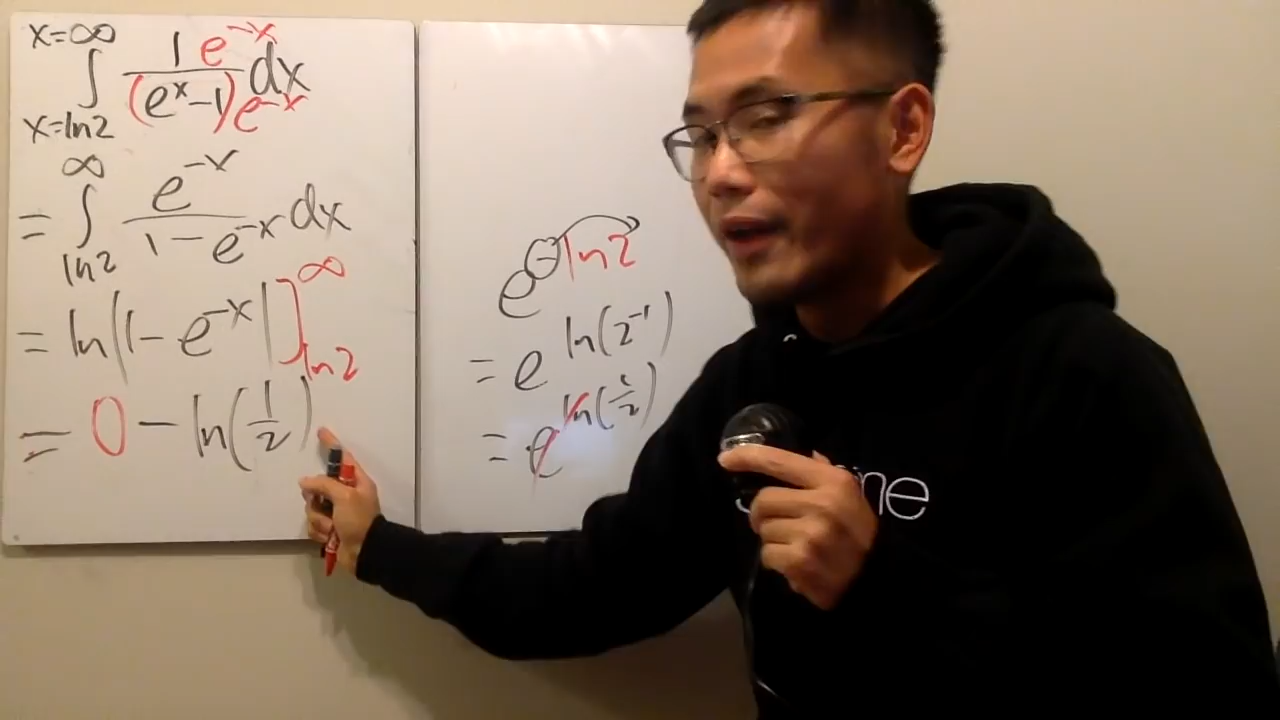 x=∞
∫ 1 e^-x / (e^x-1)e^-x dx
x=ln2
∞
= ∫ e^-x / 1-e^-x dx
ln2
= ln|1-e^-x|]^∞_ln2
= 0 - ln(1/2)
e^-ln2
= e^ln(2^-1)
= e^ln(1/2)